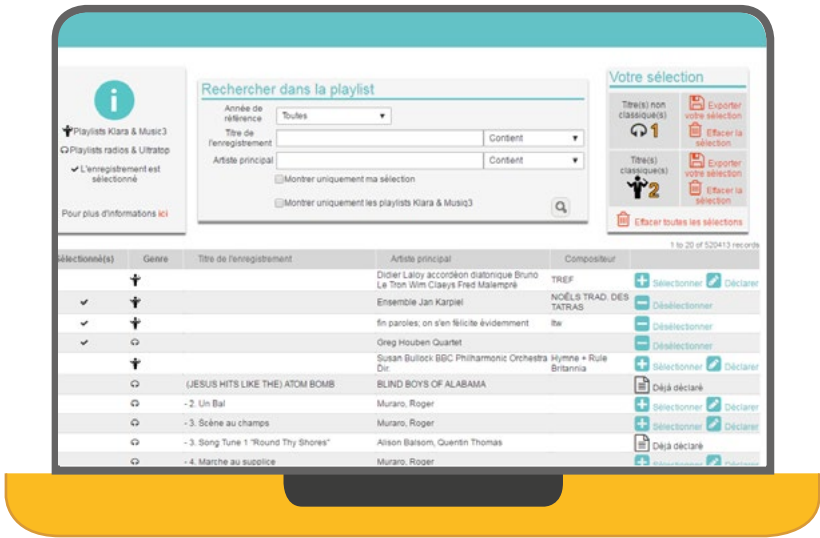 Playlists Klara & Music3
Playlists radios & Ultratop
L'enregistrement est
sélectionné
Pour plus d'informations ici
Rechercher dans la playlist
Année de
référence
Toutes
Titre de
l'enregistrement
Contient
Artiste principal
Contient
Montrer uniquement ma sélection
Montrer uniquement les playlists Klara & Musiq3
Votre sélection
Titre(s) non
classique(s)
1
Exporter
votre sélection
Effacer la
sélection
Titre(s)
classique(s)
2
Exporter
votre sélection
Effacer la
sélection
Effacer toutes les sélections
1 to 20 of 520413 records
Sélectionné(s) Genre Titre de l'enregistrement Artiste principal Compositeur
Didier Laloy accordéon diatonique Bruno
Le Tron Wim Claeys Fred Malempré
TREF
Sélectionner Déclarer
Ensemble Jan Karpiel
NOËLS TRAD. DES
TATRAS
Désélectionner
fin paroles; on s'en félicite évidemment
Désélectionner
Greg Houben Quartet
Désélectionner
Susan Bullock BBC Philharmonic Orchestra
Dir.
Hymne + Rule
Britannia
Sélectionner Déclarer
(JESUS HITS LIKE THE) ATOM BOMB BLIND BOYS OF ALABAMA Déjà déclaré
- 2. Un Bal Muraro, Roger Sélectionner Déclarer
- 3. Scène au champs Muraro, Roger Sélectionner Déclarer
- 3. Song Tune 1 "Round Thy Shores" Alison Balsom, Quentin Thomas Déjà déclaré
- 4. Marche au supplice Muraro, Roger Sélectionner Déclarer